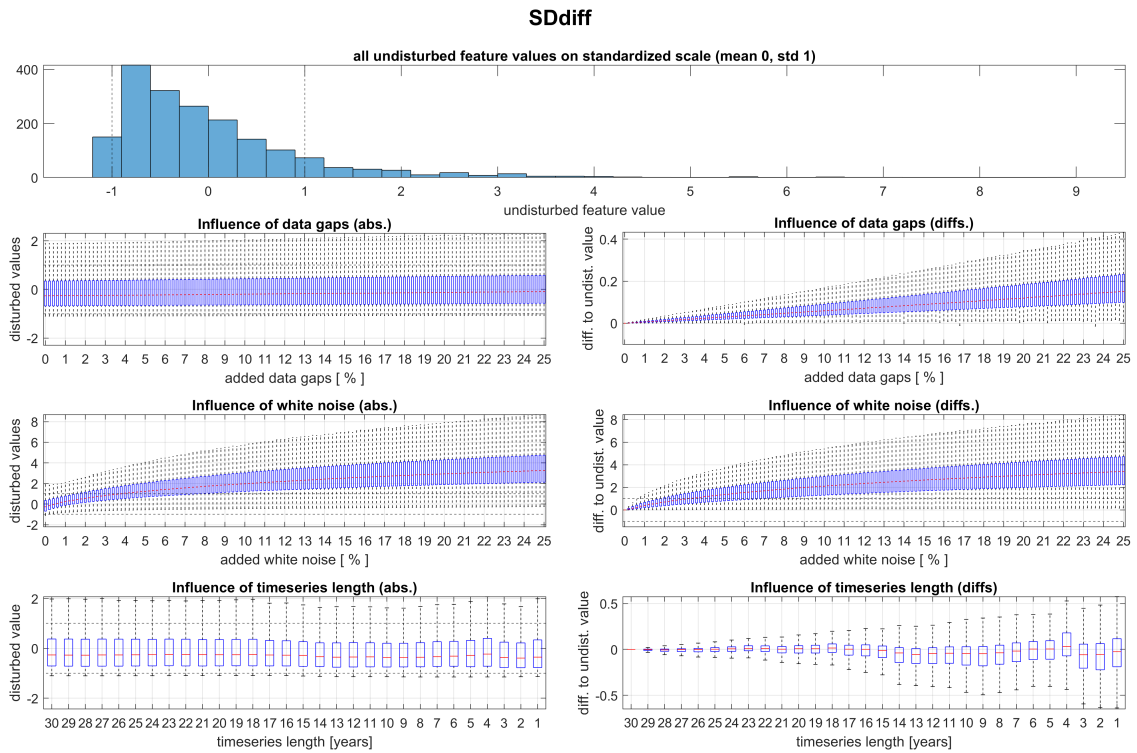 SDdiff
all undisturbed feature values on standardized scale (mean 0, std 1)
400
200
0
-1 0 1 2 3 4 5 6 7 8 9
undisturbed feature value
Influence of data gaps (abs.)
disturbed values
2
0
-2
0 1 2 3 4 5 6 7 8 9 10 11 12 13 14 15 16 17 18 19 20 21 22 23 24 25
added data gaps [ % ]
Influence of data gaps (diffs.)
diff. to undist. value
0.4
0.2
0
0 1 2 3 4 5 6 7 8 9 10 11 12 13 14 15 16 17 18 19 20 21 22 23 24 25
added data gaps [ % ]
Influence of white noise (abs.)
disturbed values
8
6
4
2
0
-2
0 1 2 3 4 5 6 7 8 9 10 11 12 13 14 15 16 17 18 19 20 21 22 23 24 25
added white noise [ % ]
Influence of white noise (diffs.)
diff. to undist. value
8
6
4
2
0
0 1 2 3 4 5 6 7 8 9 10 11 12 13 14 15 16 17 18 19 20 21 22 23 24 25
added white noise [ % ]
Influence of timeseries length (abs.)
disturbed value
2
0
-2
30 29 28 27 26 25 24 23 22 21 20 19 18 17 16 15 14 13 12 11 10 9 8 7 6 5 4 3 2 1
timeseries length [years]
Influence of timeseries length (diffs)
diff. to undist. value
0.5
0
-0.5
30 29 28 27 26 25 24 23 22 21 20 19 18 17 16 15 14 13 12 11 10 9 8 7 6 5 4 3 2 1
timeseries length [years]